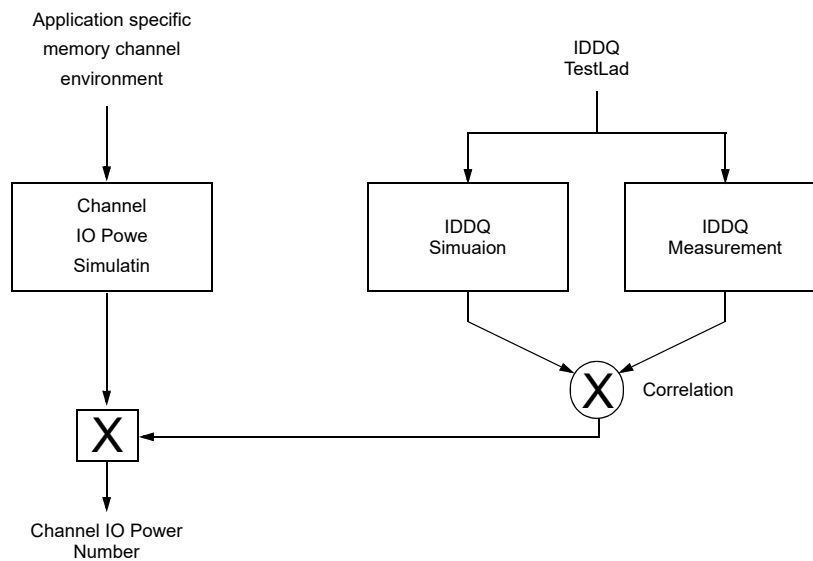 Application specific
memory channel
environment
IDDQ
TestLad
Channel
IO Powe
Simulatin
IDDQ
Simuaion
IDDQ
Measurement
X
Correlation
X
Channel IO Power
Number